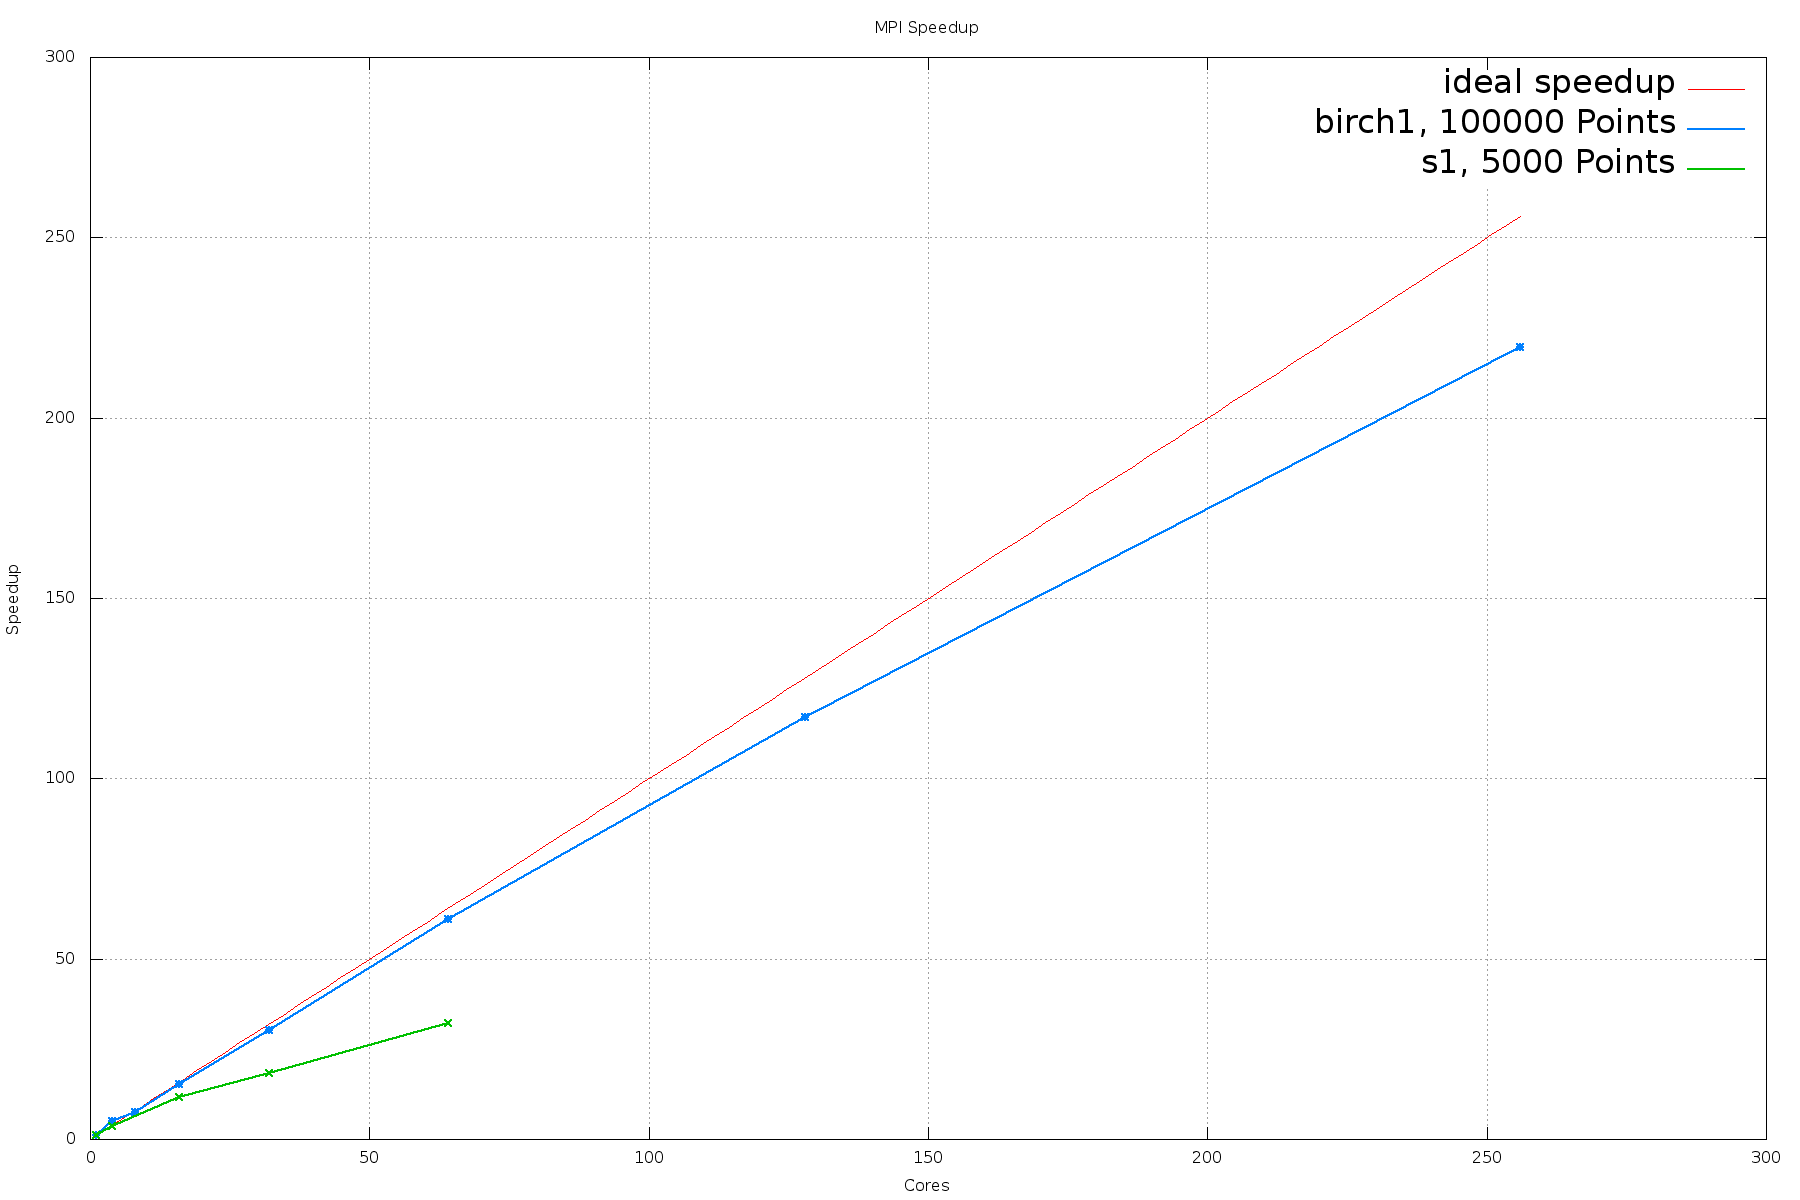 MPI Speedup
300
250
200
150
100
50
0
Speedup
ideal speedup
birch1, 100000 Points
s1, 5000 Points
0 50 100 150 200 250 300
Cores